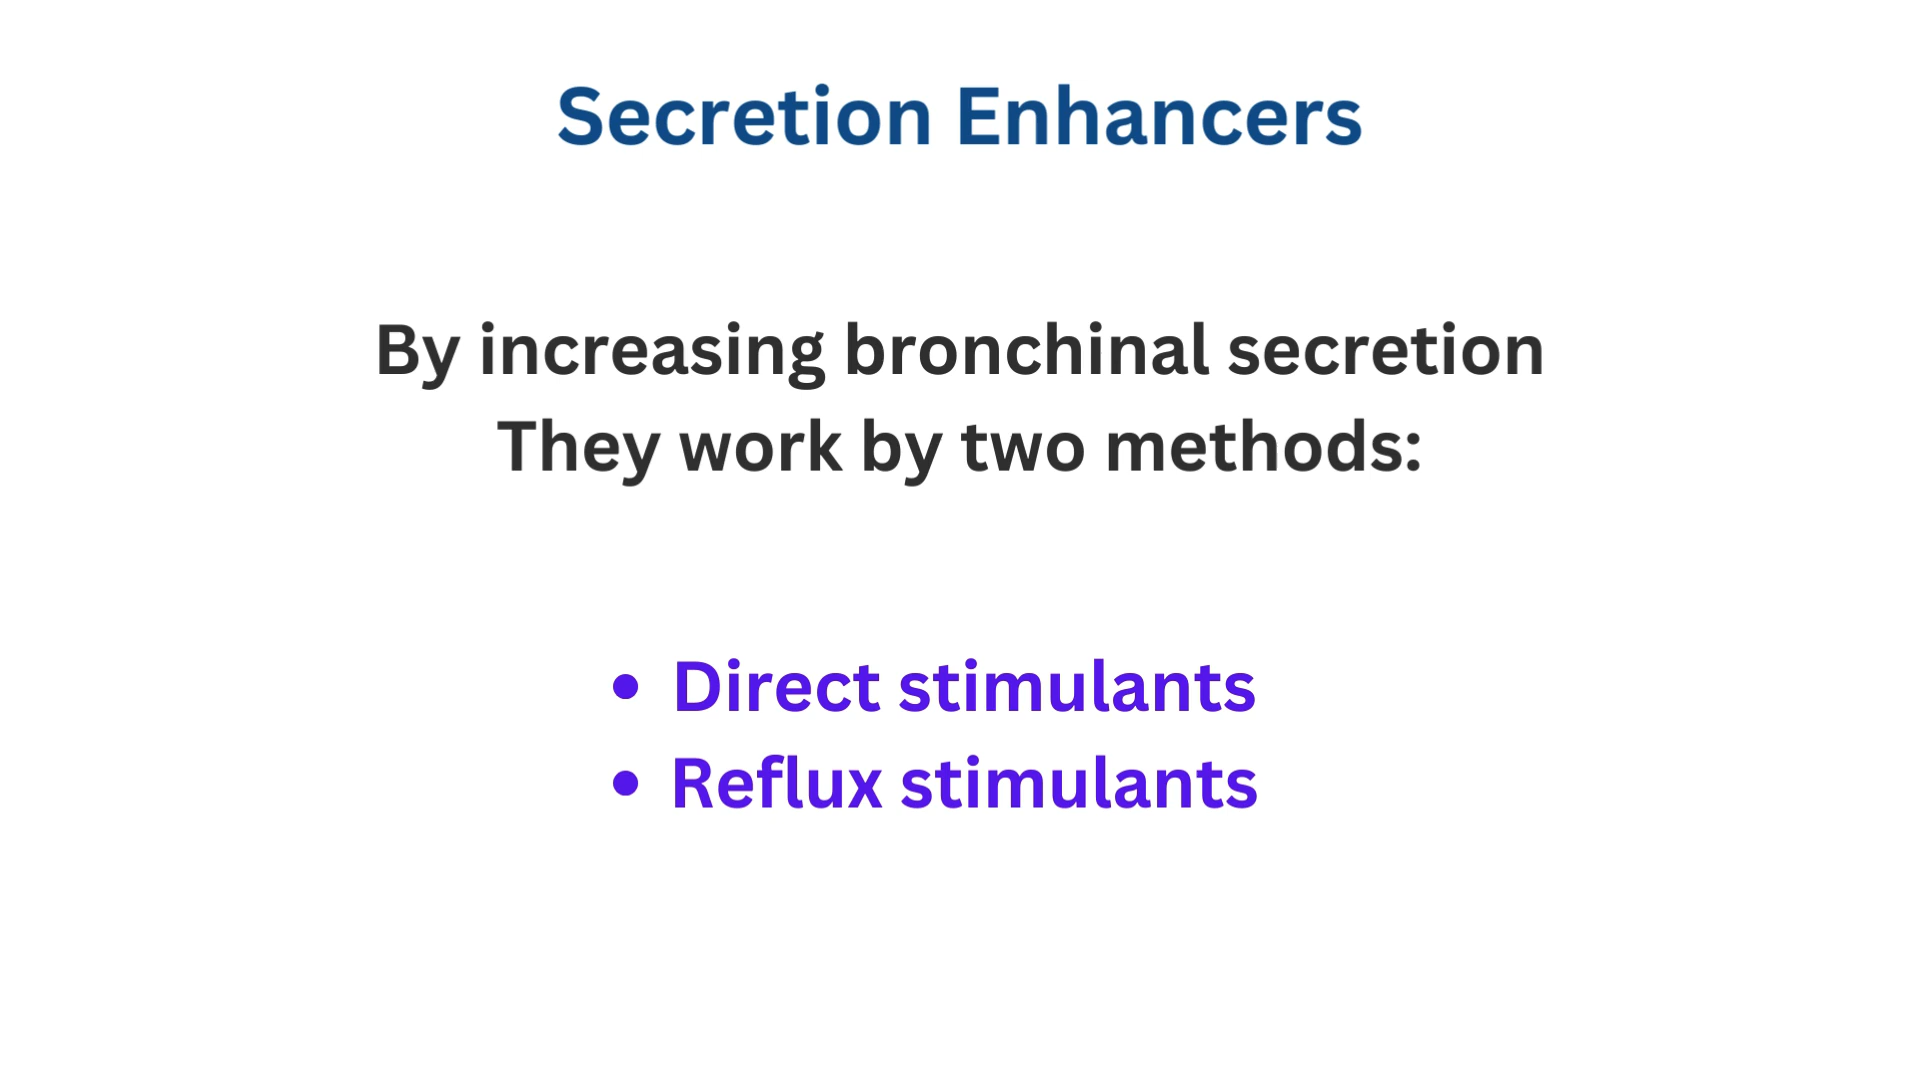 Secretion Enhancers
By increasing bronchinal secretion
They work by two methods:
• Direct stimulants
• Reflux stimulants